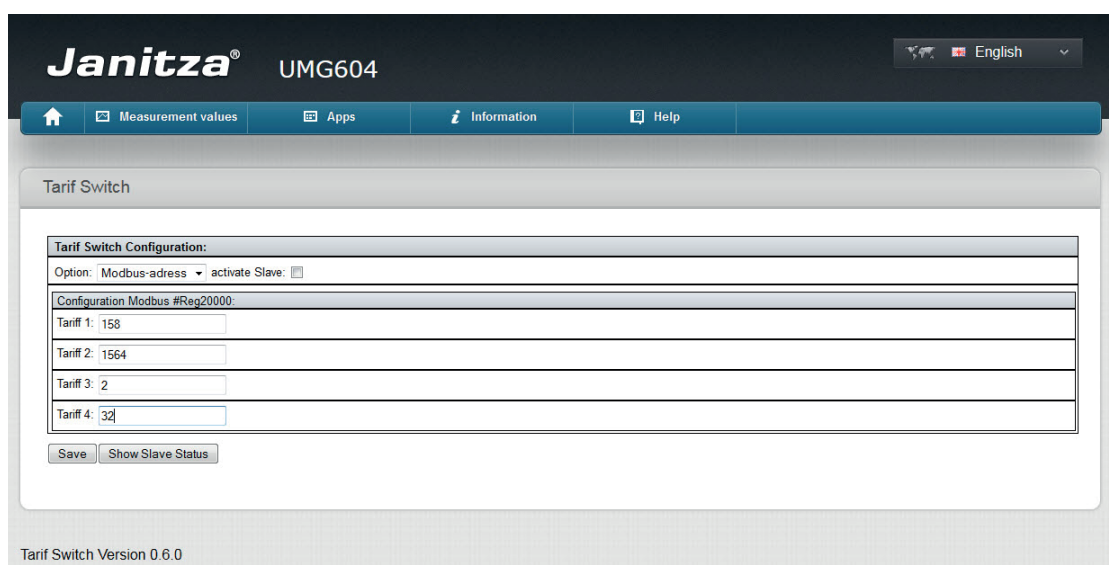 Janitza® UMG604
English
Measurement values Apps Information Help
Tarif Switch
Tarif Switch Configuration:
Option: Modbus-adress activate Slave:
Configuration Modbus #Reg20000:
Tariff 1: 158
Tariff 2: 1564
Tariff 3: 2
Tariff 4: 32
Save Show Slave Status
Tarif Switch Version 0.6.0